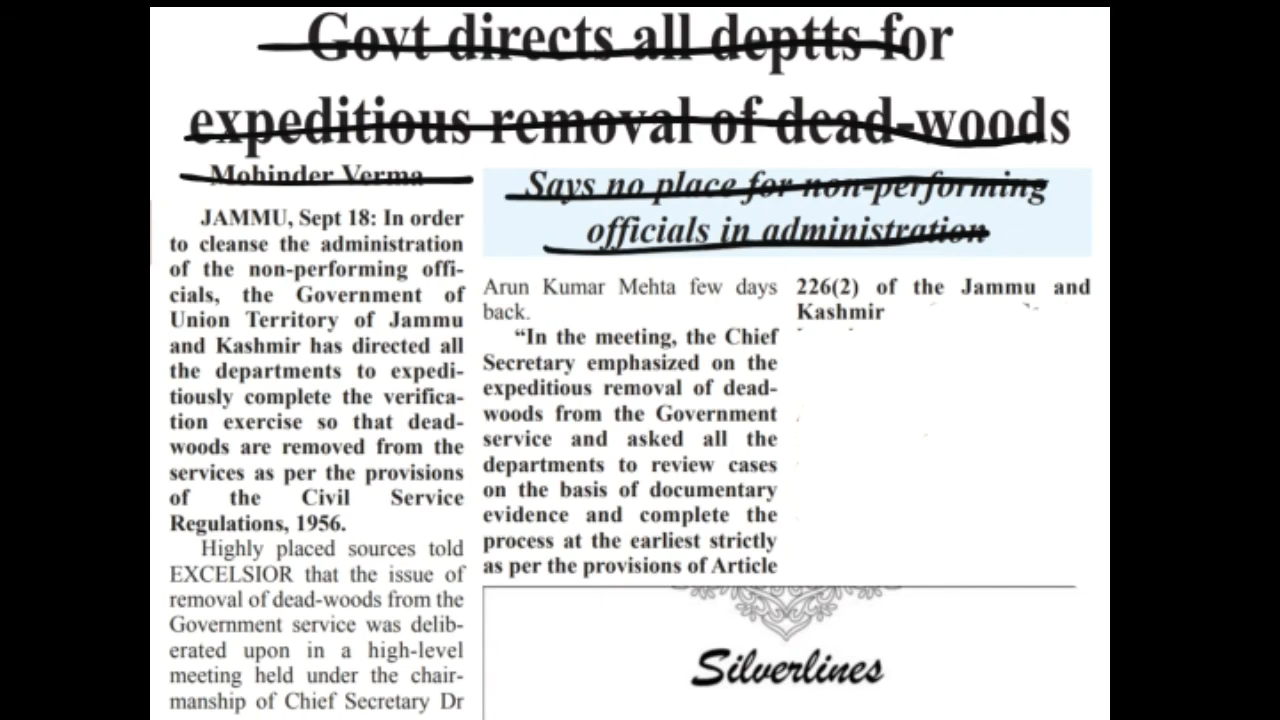 Govt directs all deptts for
expeditious removal of dead-woods
Mohinder Verma
Says no place for non-performing
officials in administration
JAMMU, Sept 18: In order
to cleanse the administration
of the non-performing offi-
cials, the Government of
Union Territory of Jammu
and Kashmir has directed all
the departments to expedi-
tiously complete the verifica-
tion exercise so that dead-
woods are removed from the
services as per the provisions
of the Civil Service
Regulations, 1956.
Highly placed sources told
EXCELSIOR that the issue of
removal of dead-woods from the
Government service was delib-
erated upon in a high-level
meeting held under the chair-
manship of Chief Secretary Dr
Arun Kumar Mehta few days
back.
“In the meeting, the Chief
Secretary emphasized on the
expeditious removal of dead-
woods from the Government
service and asked all the
departments to review cases
on the basis of documentary
evidence and complete the
process at the earliest strictly
as per the provisions of Article
226(2) of the Jammu and
Kashmir
Silverlines